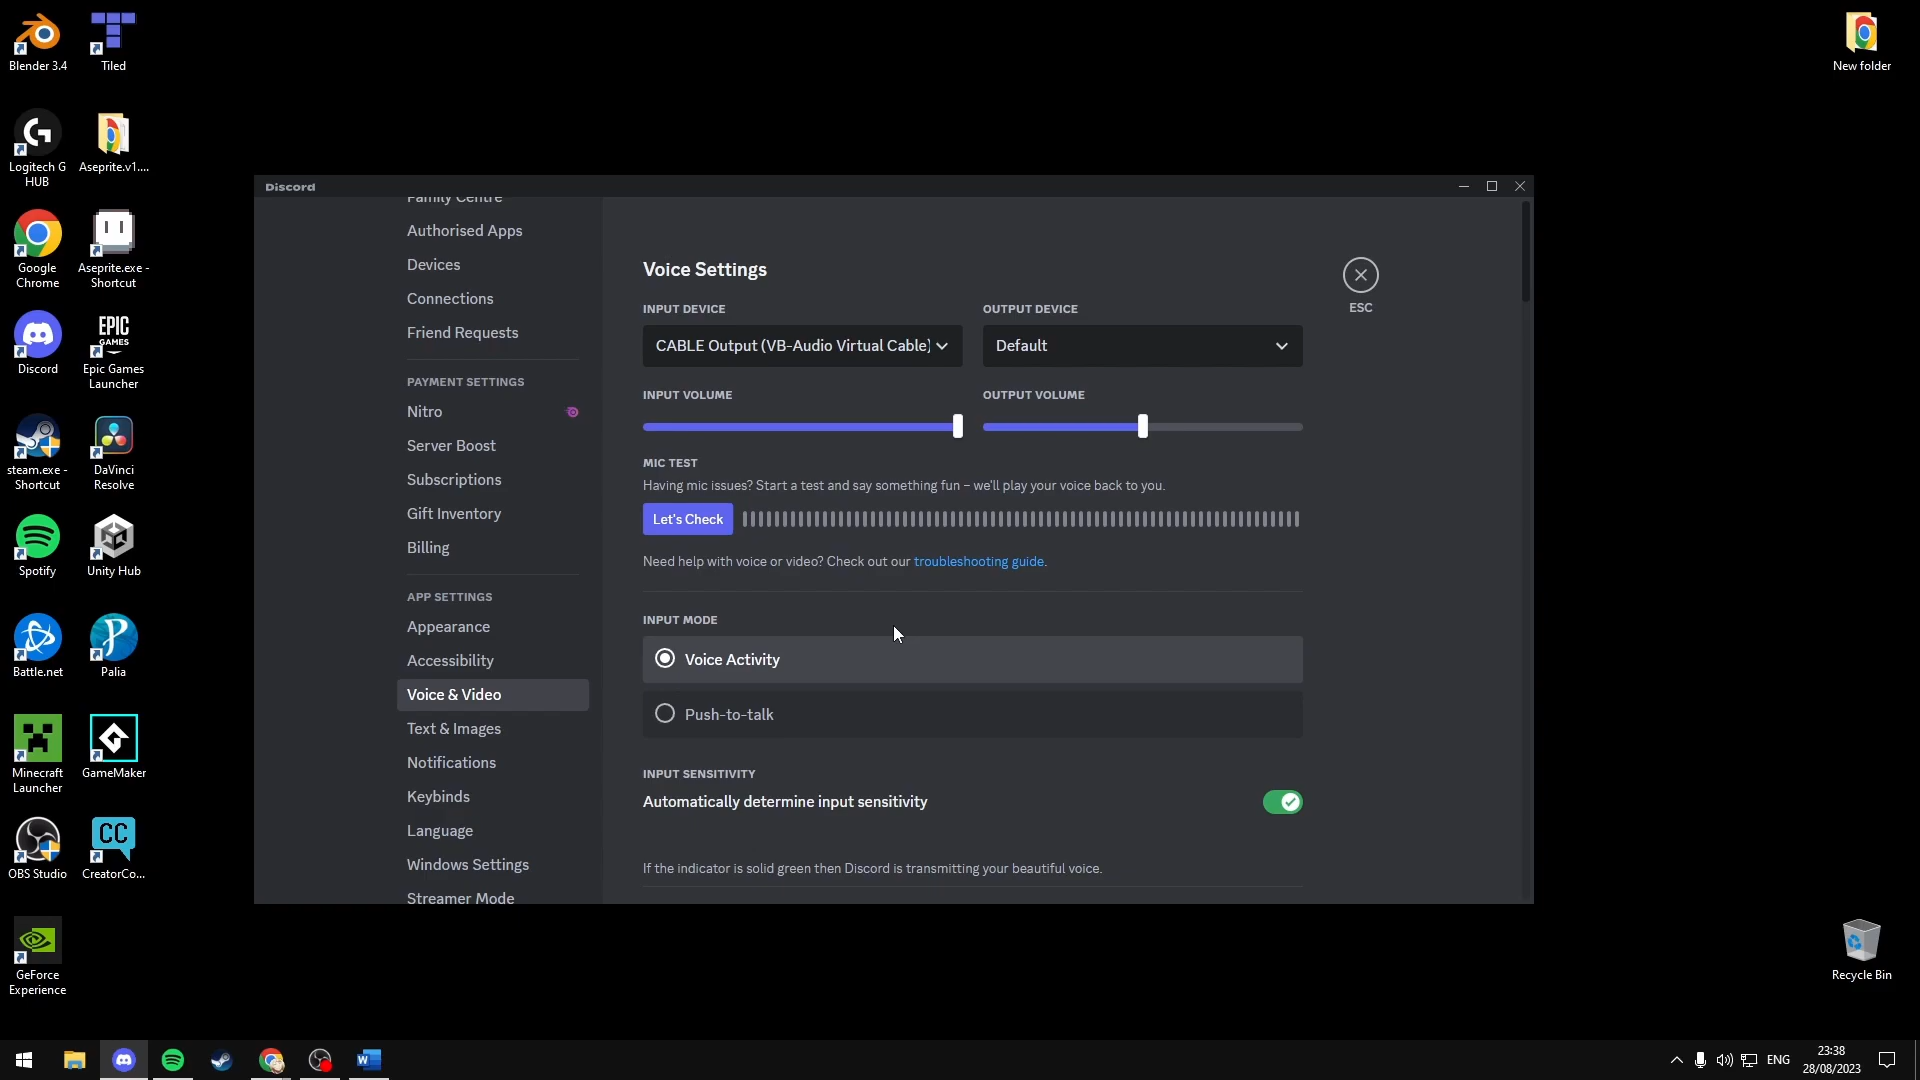 Blender 3.4
Tiled
New folder
Logitech G
HUB
Aseprite.v1....
Google
Chrome
Aseprite.exe -
Shortcut
Discord
EPIC
GAMES
Epic Games
Launcher
steam.exe -
Shortcut
DaVinci
Resolve
Spotify
Unity Hub
Battle.net
Palia
Minecraft
Launcher
GameMaker
OBS Studio
CC
CreatorCo...
GeForce
Experience
Recycle Bin
Discord
Family Centre
Authorised Apps
Devices
Connections
Friend Requests
PAYMENT SETTINGS
Nitro
Server Boost
Subscriptions
Gift Inventory
Billing
APP SETTINGS
Appearance
Accessibility
Voice & Video
Text & Images
Notifications
Keybinds
Language
Windows Settings
Streamer Mode
Voice Settings
ESC
INPUT DEVICE
OUTPUT DEVICE
CABLE Output (VB-Audio Virtual Cable)
Default
INPUT VOLUME
OUTPUT VOLUME
MIC TEST
Having mic issues? Start a test and say something fun – we'll play your voice back to you.
Let's Check
Need help with voice or video? Check out our troubleshooting guide.
INPUT MODE
Voice Activity
Push-to-talk
INPUT SENSITIVITY
Automatically determine input sensitivity
If the indicator is solid green then Discord is transmitting your beautiful voice.
ENG
23:38
28/08/2023